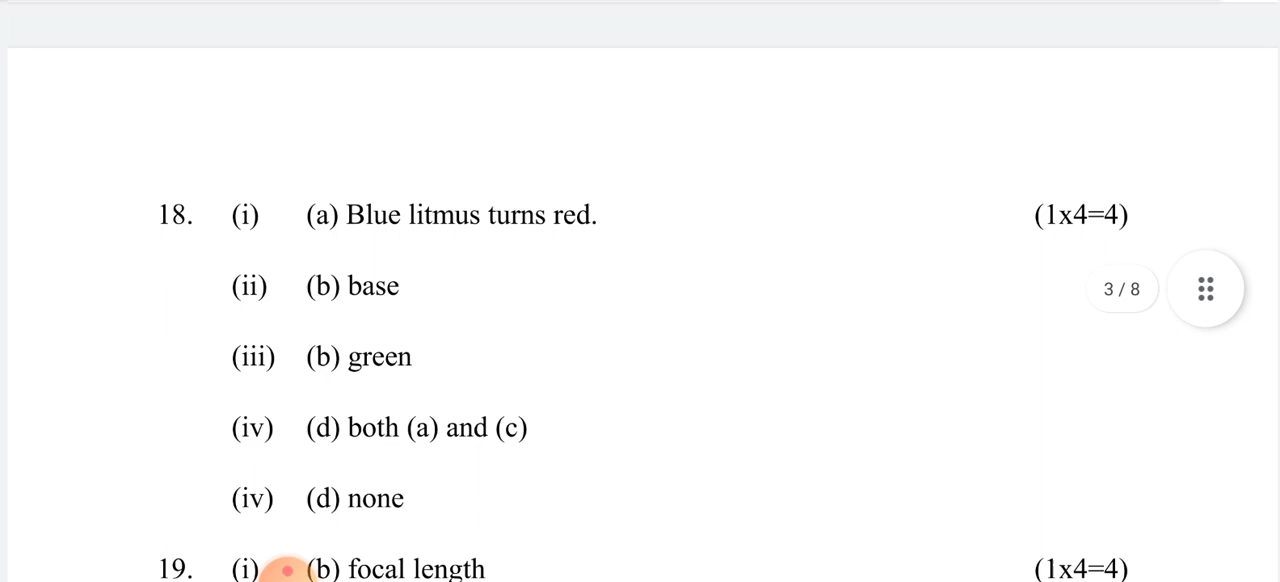 18. (i) (a) Blue litmus turns red. (1x4=4)
(ii) (b) base
3 / 8
(iii) (b) green
(iv) (d) both (a) and (c)
(iv) (d) none
19. (i) (b) focal length (1x4=4)